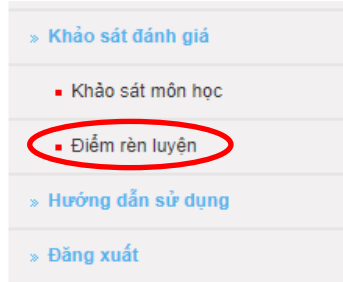 » Khảo sát đánh giá
Khảo sát môn học
Điểm rèn luyện
» Hướng dẫn sử dụng
» Đăng xuất